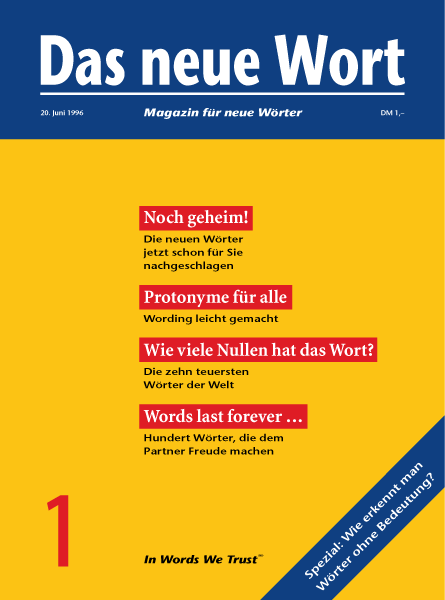 Das neue Wort
20. Juni 1996
Magazin für neue Wörter
DM 1,–
Noch geheim!
Die neuen Wörter
jetzt schon für Sie
nachgeschlagen
Protonyme für alle
Wording leicht gemacht
Wie viele Nullen hat das Wort?
Die zehn teuersten
Wörter der Welt
Words last forever …
Hundert Wörter, die dem
Partner Freude machen
1
In Words We Trust
Spezial: Wie erkennt man
Wörter ohne Bedeutung?